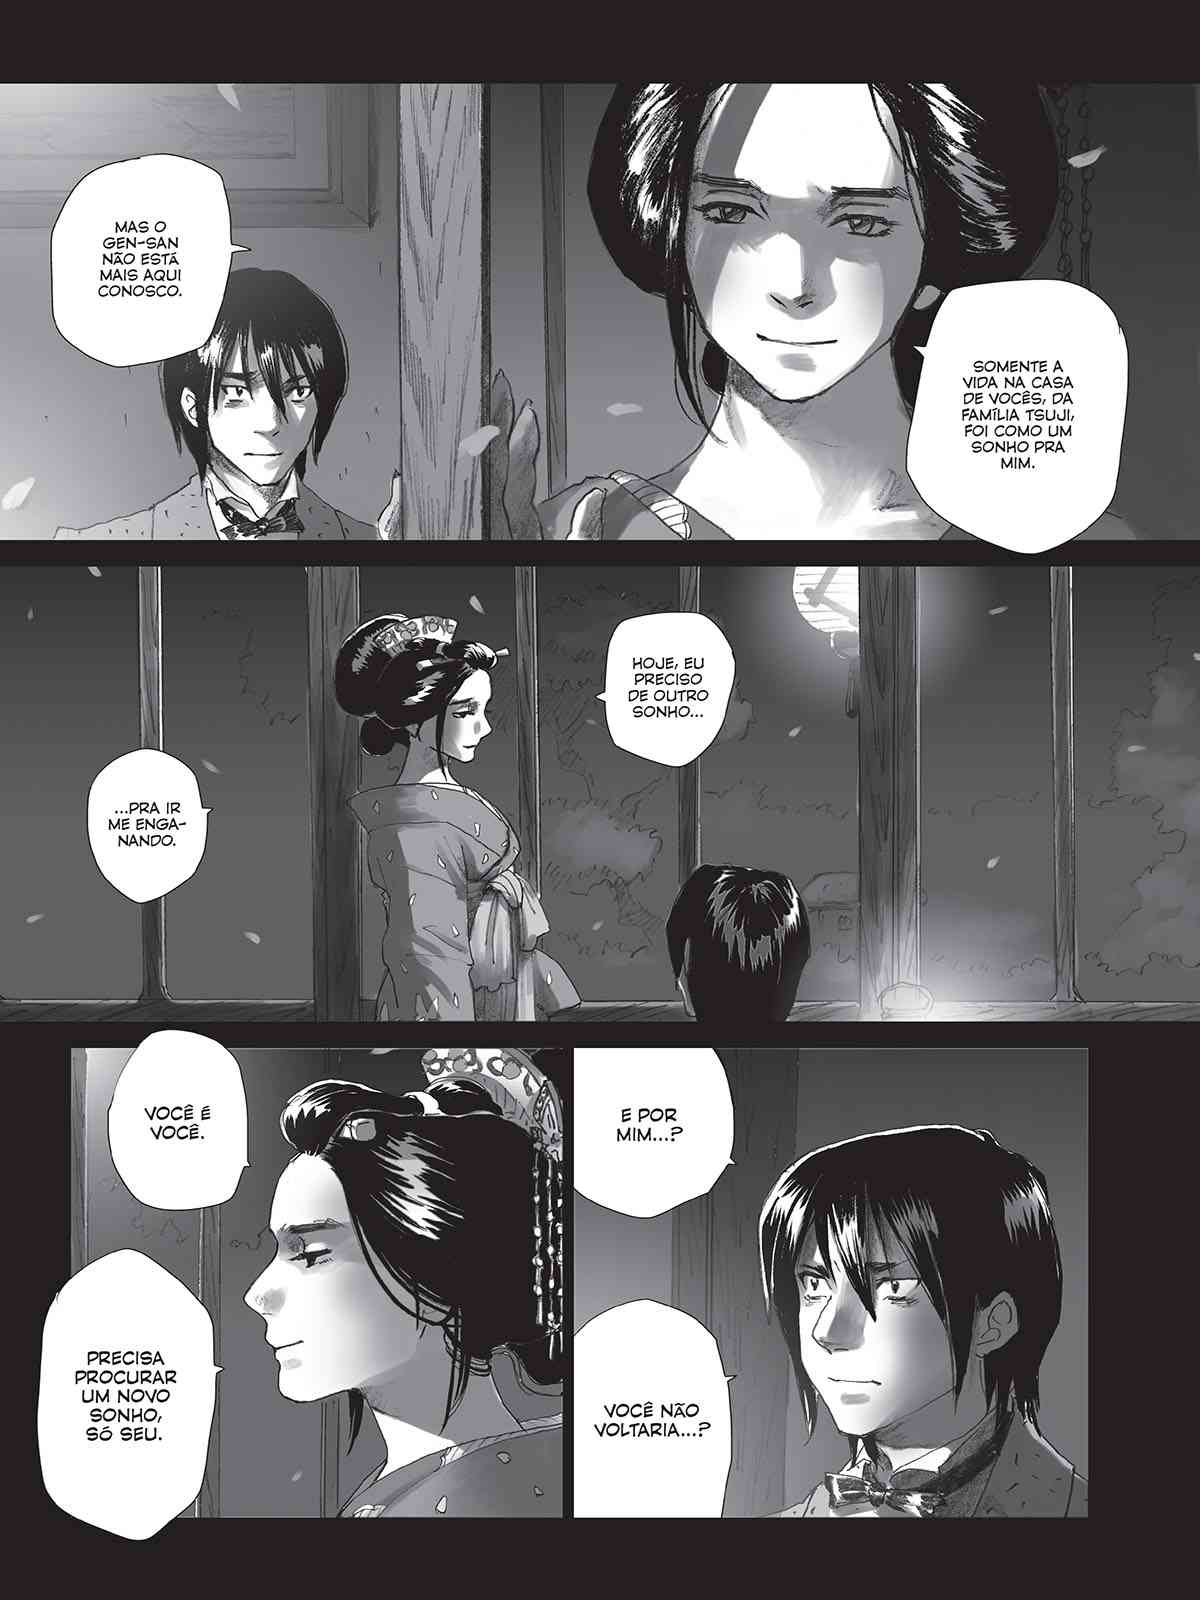 SOMENTE A
VIDA NA CASA
DE VOCÊS, DA
FAMÍLIA TSUJI,
FOI COMO UM
SONHO PRA
MIM.
MAS O
GEN-SAN
NÃO ESTÁ
MAIS AQUI
CONOSCO.
HOJE, EU
PRECISO
DE OUTRO
SONHO...
...PRA IR
ME ENGA-
NANDO.
E POR
MIM...?
VOCÊ NÃO
VOLTARIA...?
VOCÊ É
VOCÊ.
PRECISA
PROCURAR
UM NOVO
SONHO,
SÓ SEU.